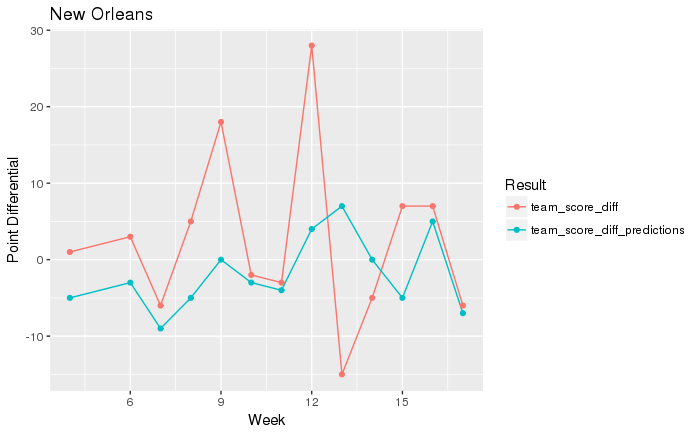 New Orleans
30
20
10
0
-10
Point Differential
6
9
12
15
Week
Result
team_score_diff
team_score_diff_predictions